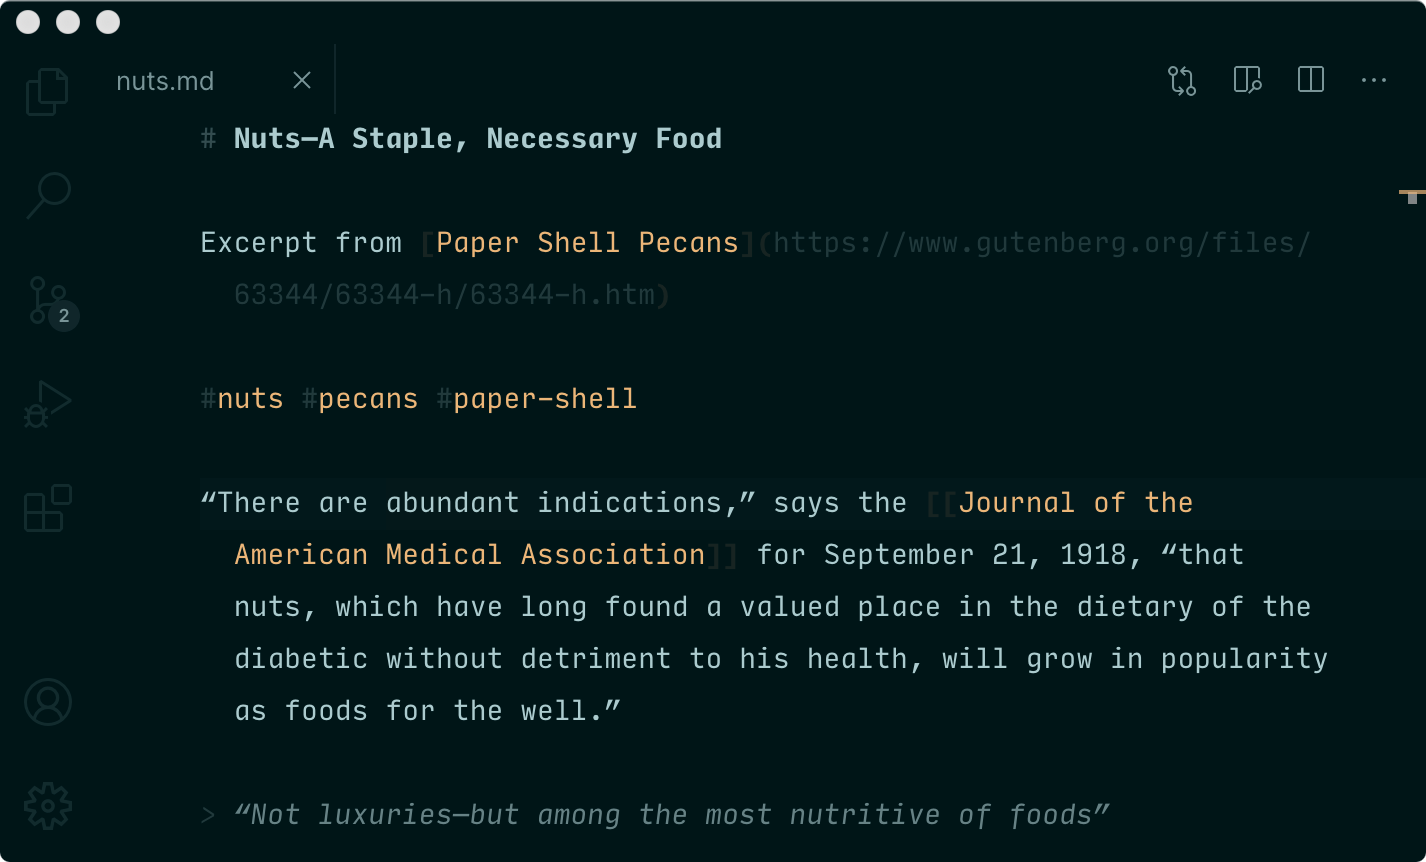 nuts.md
# Nuts—A Staple, Necessary Food
Excerpt from [Paper Shell Pecans](https://www.gutenberg.org/files/
63344/63344-h/63344-h.htm)
2
#nuts #pecans #paper-shell
“There are abundant indications,” says the [[Journal of the
American Medical Association]] for September 21, 1918, “that
nuts, which have long found a valued place in the dietary of the
diabetic without detriment to his health, will grow in popularity
as foods for the well.”
> “Not luxuries—but among the most nutritive of foods”